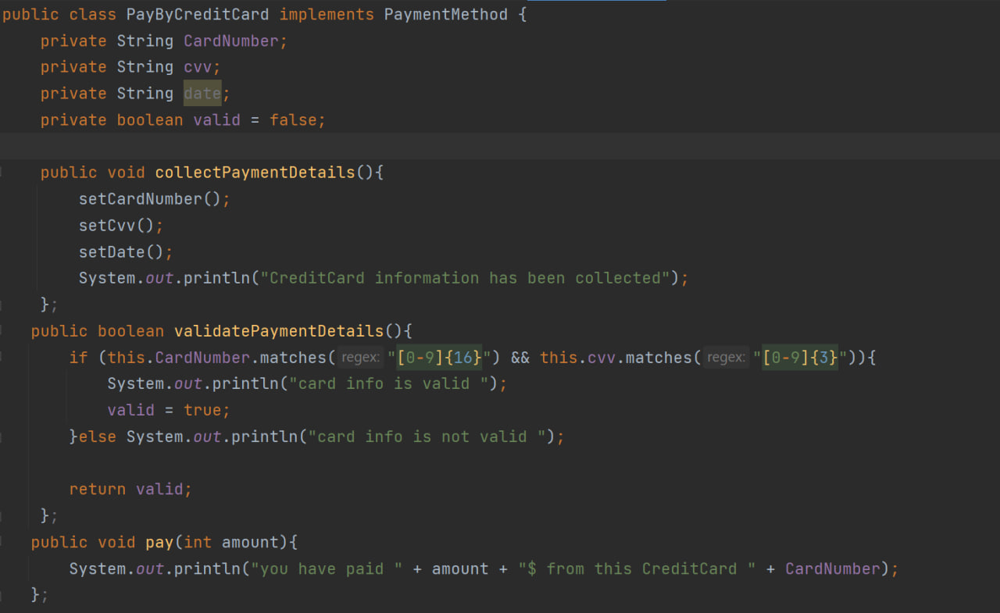 public class PayByCreditCard implements PaymentMethod {
    private String CardNumber;
    private String cvv;
    private String date;
    private boolean valid = false;

    public void collectPaymentDetails(){
        setCardNumber();
        setCvv();
        setDate();
        System.out.println("CreditCard information has been collected");
    };
   public boolean validatePaymentDetails(){
       if (this.CardNumber.matches( regex: "[0-9]{16}") && this.cvv.matches( regex: "[0-9]{3}")){
           System.out.println("card info is valid ");
           valid = true;
       }else System.out.println("card info is not valid ");

       return valid;
    };
   public void pay(int amount){
       System.out.println("you have paid " + amount + "$ from this CreditCard " + CardNumber);
   };